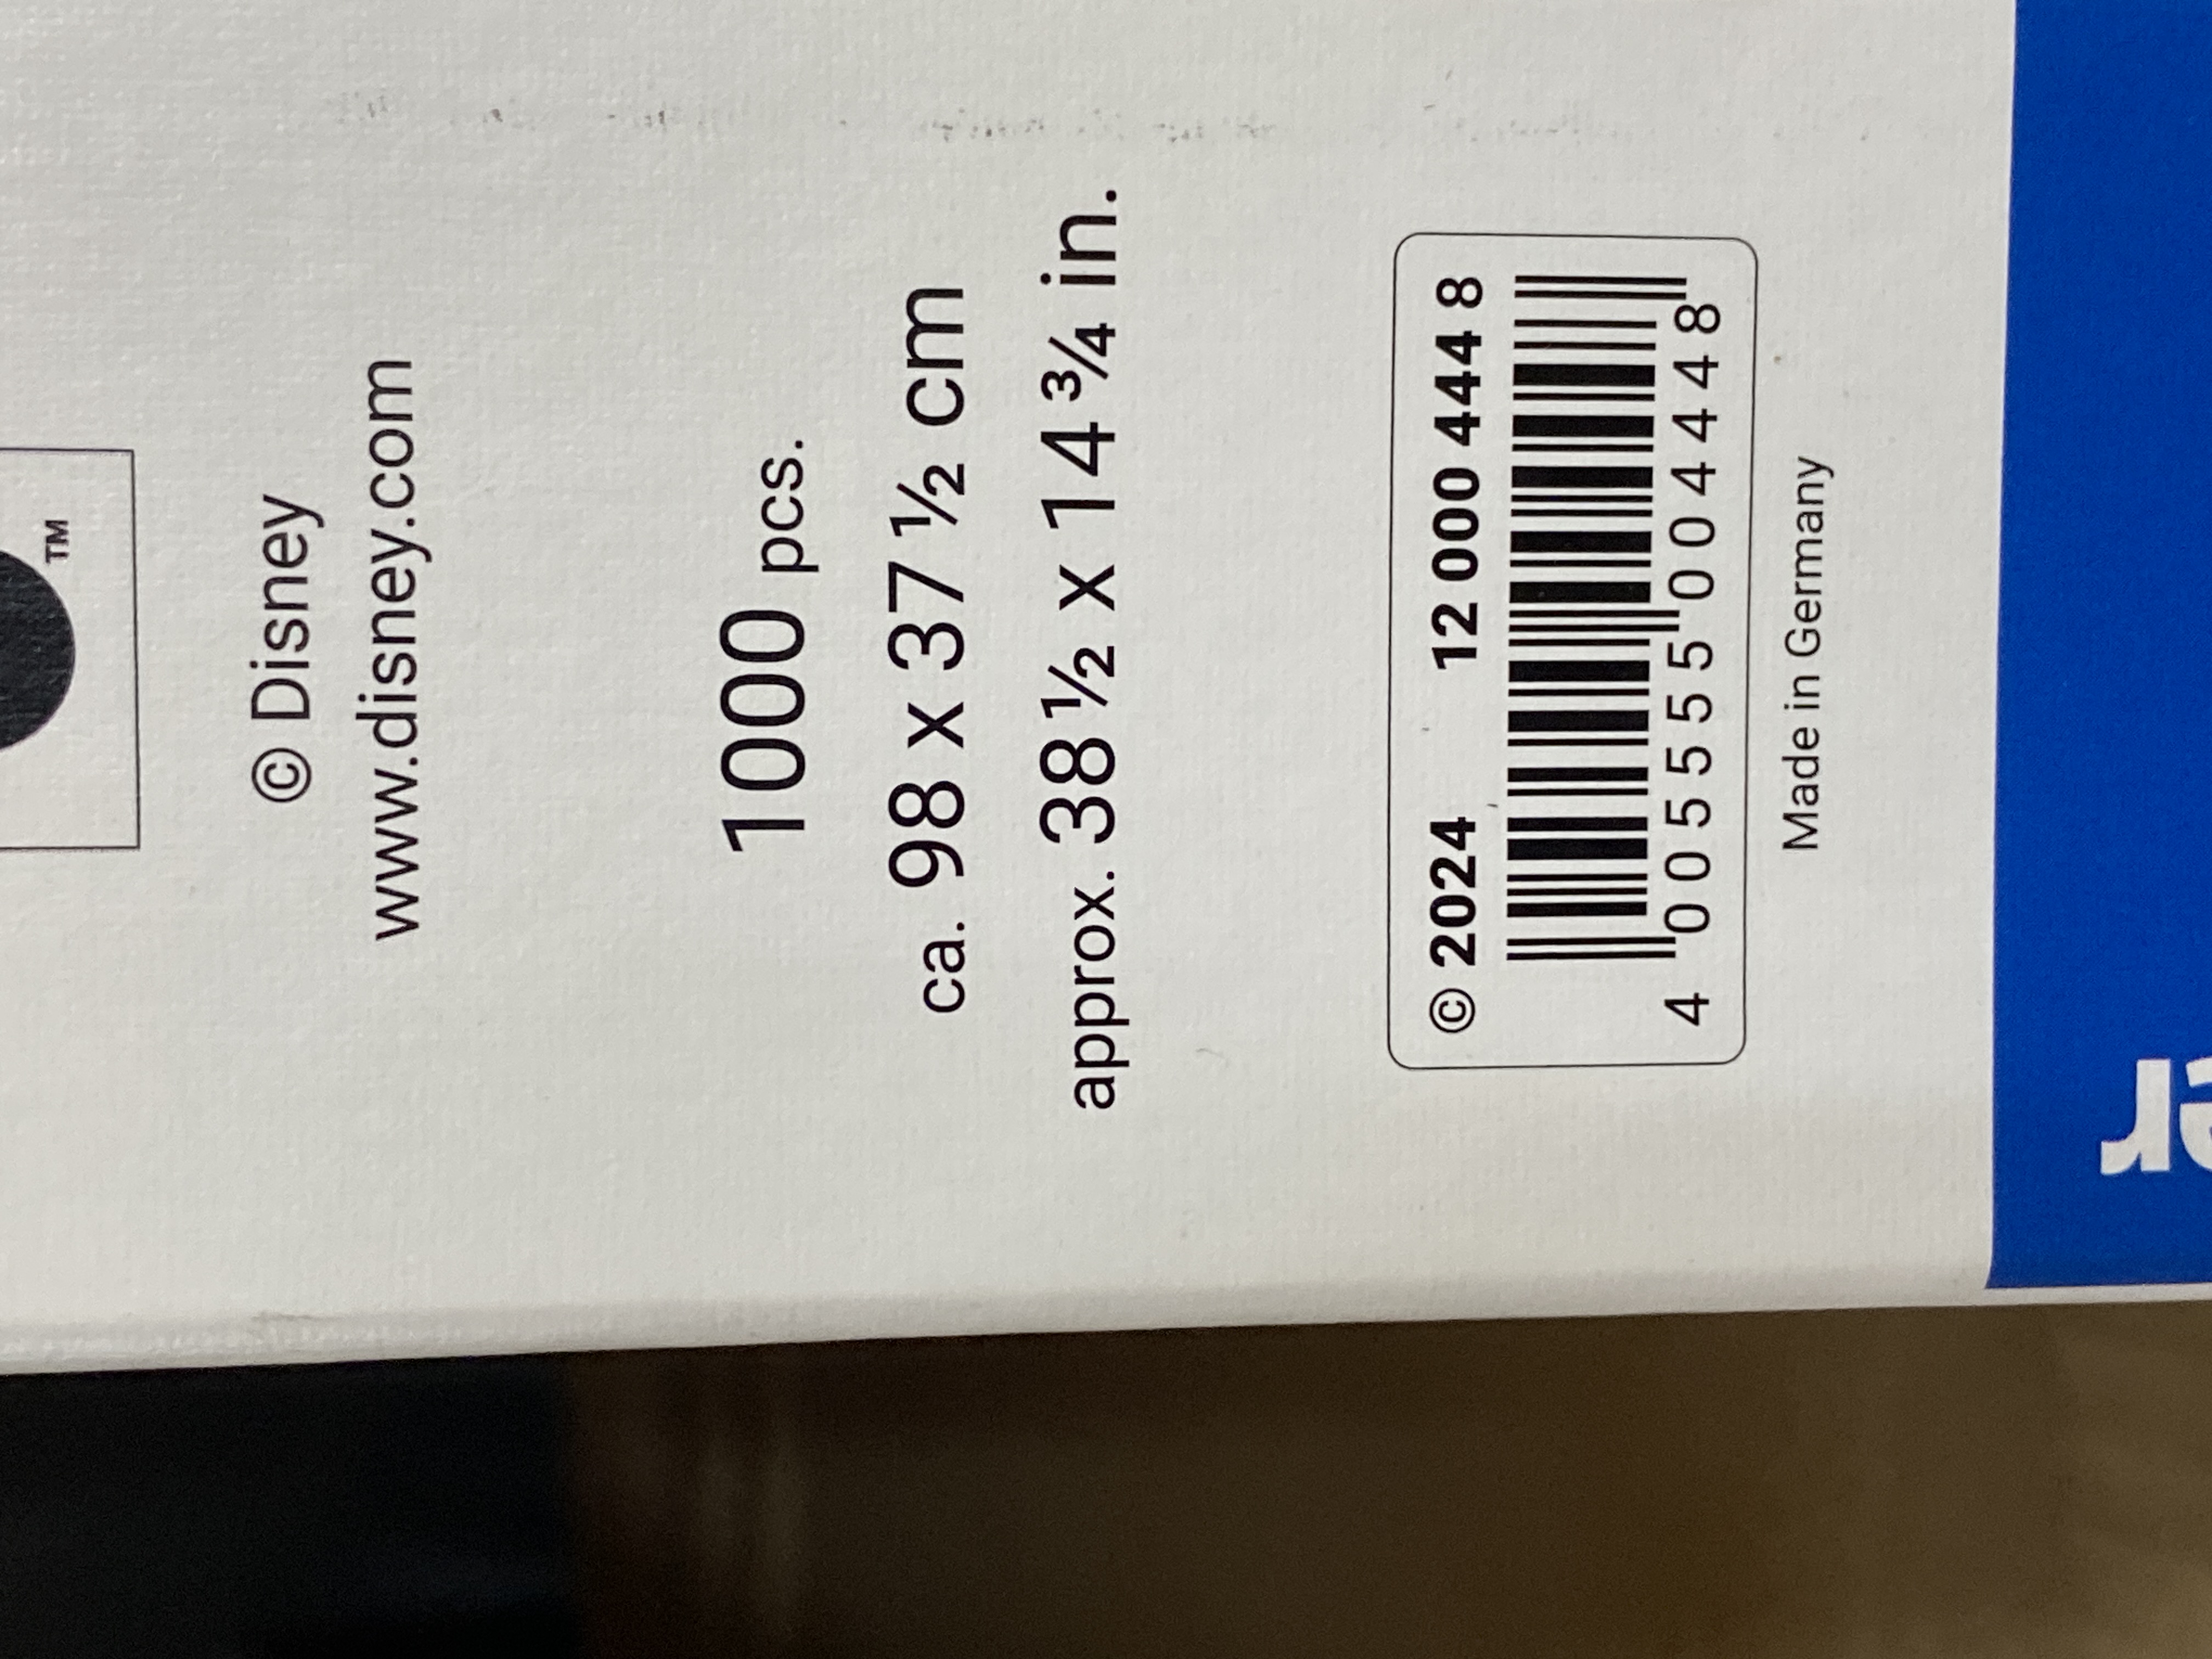 TM
© Disney
www.disney.com
1000 pcs.
ca. 98 x 37 ½ cm
approx. 38 ½ x 14 ¾ in.
© 2024 12 000 444 8
4 005555 004448
Made in Germany
er